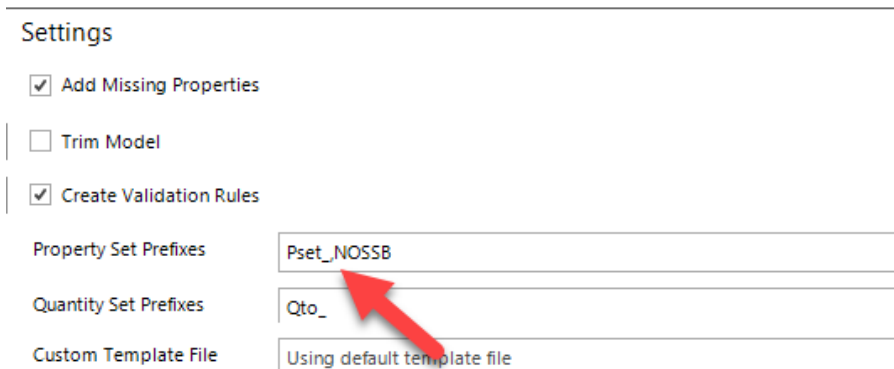 Settings
Add Missing Properties
Trim Model
Create Validation Rules
Property Set Prefixes
Pset_,NOSSB
Quantity Set Prefixes
Qto_
Custom Template File
Using default template file